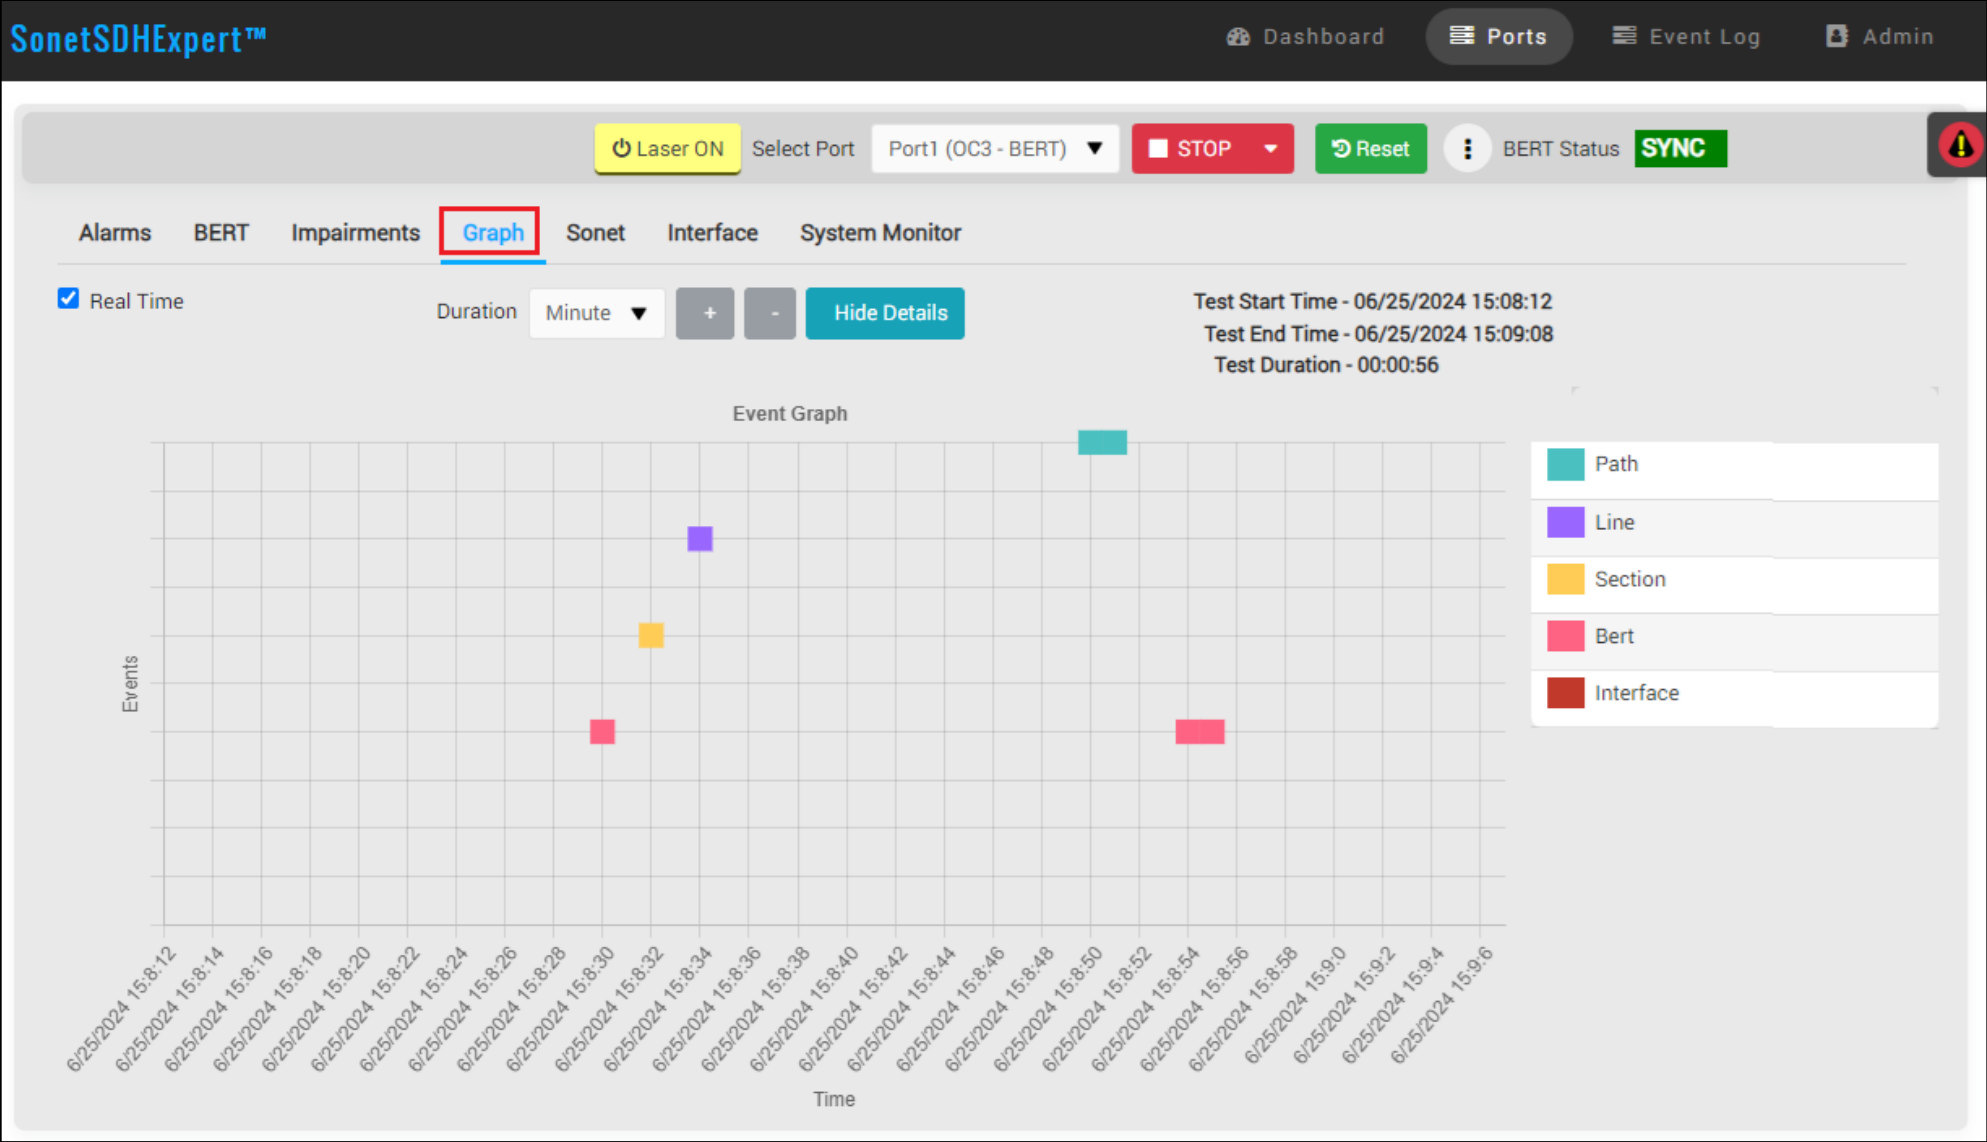 SonetSDHExpert™
Dashboard
Ports
Event Log
Admin
Laser ON
Select Port
Port1 (OC3 - BERT)
STOP
Reset
BERT Status
SYNC
Alarms
BERT
Impairments
Graph
Sonet
Interface
System Monitor
Real Time
Duration
Minute
+
-
Hide Details
Test Start Time - 06/25/2024 15:08:12
Test End Time - 06/25/2024 15:09:08
Test Duration - 00:00:56
Event Graph
Path
Line
Section
Bert
Interface
Events
6/25/2024 15:8:12
6/25/2024 15:8:14
6/25/2024 15:8:16
6/25/2024 15:8:18
6/25/2024 15:8:20
6/25/2024 15:8:22
6/25/2024 15:8:24
6/25/2024 15:8:26
6/25/2024 15:8:28
6/25/2024 15:8:30
6/25/2024 15:8:32
6/25/2024 15:8:34
6/25/2024 15:8:36
6/25/2024 15:8:38
6/25/2024 15:8:40
6/25/2024 15:8:42
6/25/2024 15:8:44
6/25/2024 15:8:46
6/25/2024 15:8:48
6/25/2024 15:8:50
6/25/2024 15:8:52
6/25/2024 15:8:54
6/25/2024 15:8:56
6/25/2024 15:8:58
6/25/2024 15:9:0
6/25/2024 15:9:2
6/25/2024 15:9:4
6/25/2024 15:9:6
Time